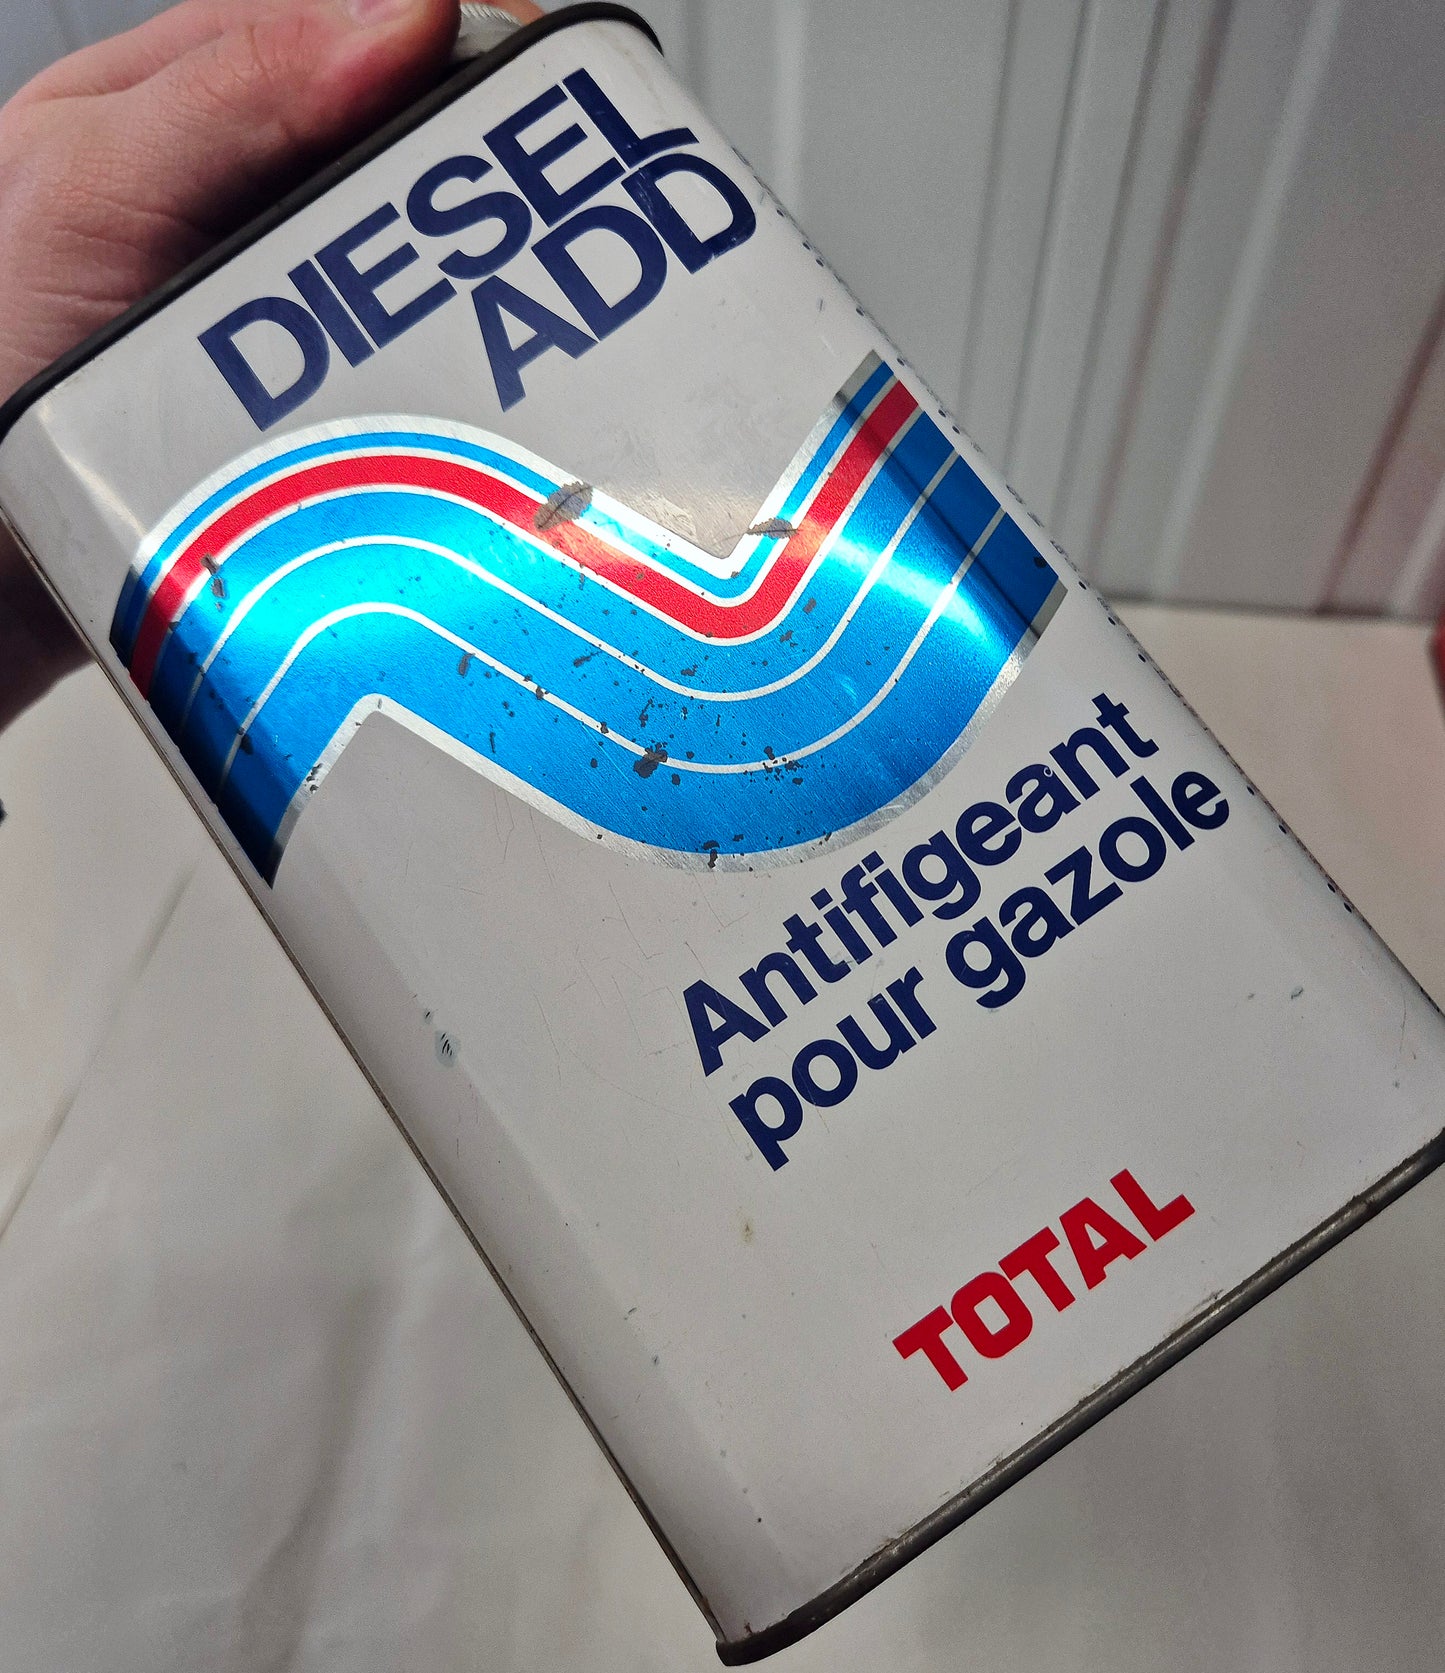 DIESEL
ADD
Antifigeant
pour gazole
TOTAL